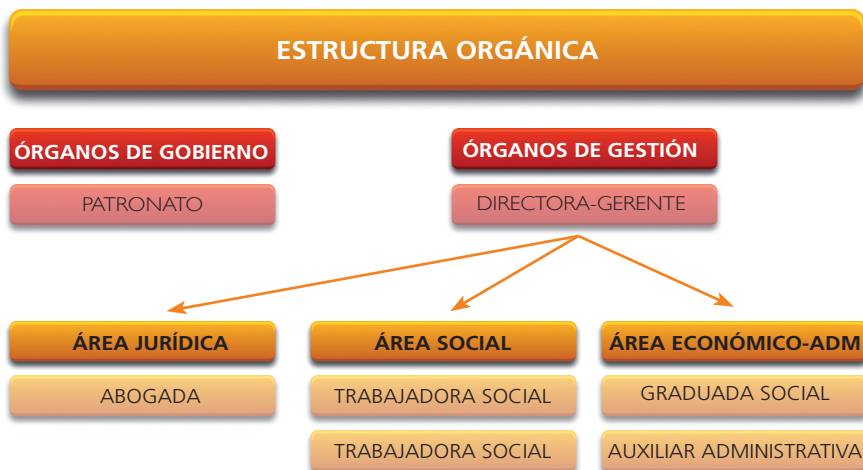 ESTRUCTURA ORGÁNICA
ÓRGANOS DE GOBIERNO
ÓRGANOS DE GESTIÓN
PATRONATO
DIRECTORA-GERENTE
ÁREA JURÍDICA
ÁREA SOCIAL
ÁREA ECONÓMICO-ADM
ABOGADA
TRABAJADORA SOCIAL
GRADUADA SOCIAL
TRABAJADORA SOCIAL
AUXILIAR ADMINISTRATIVA